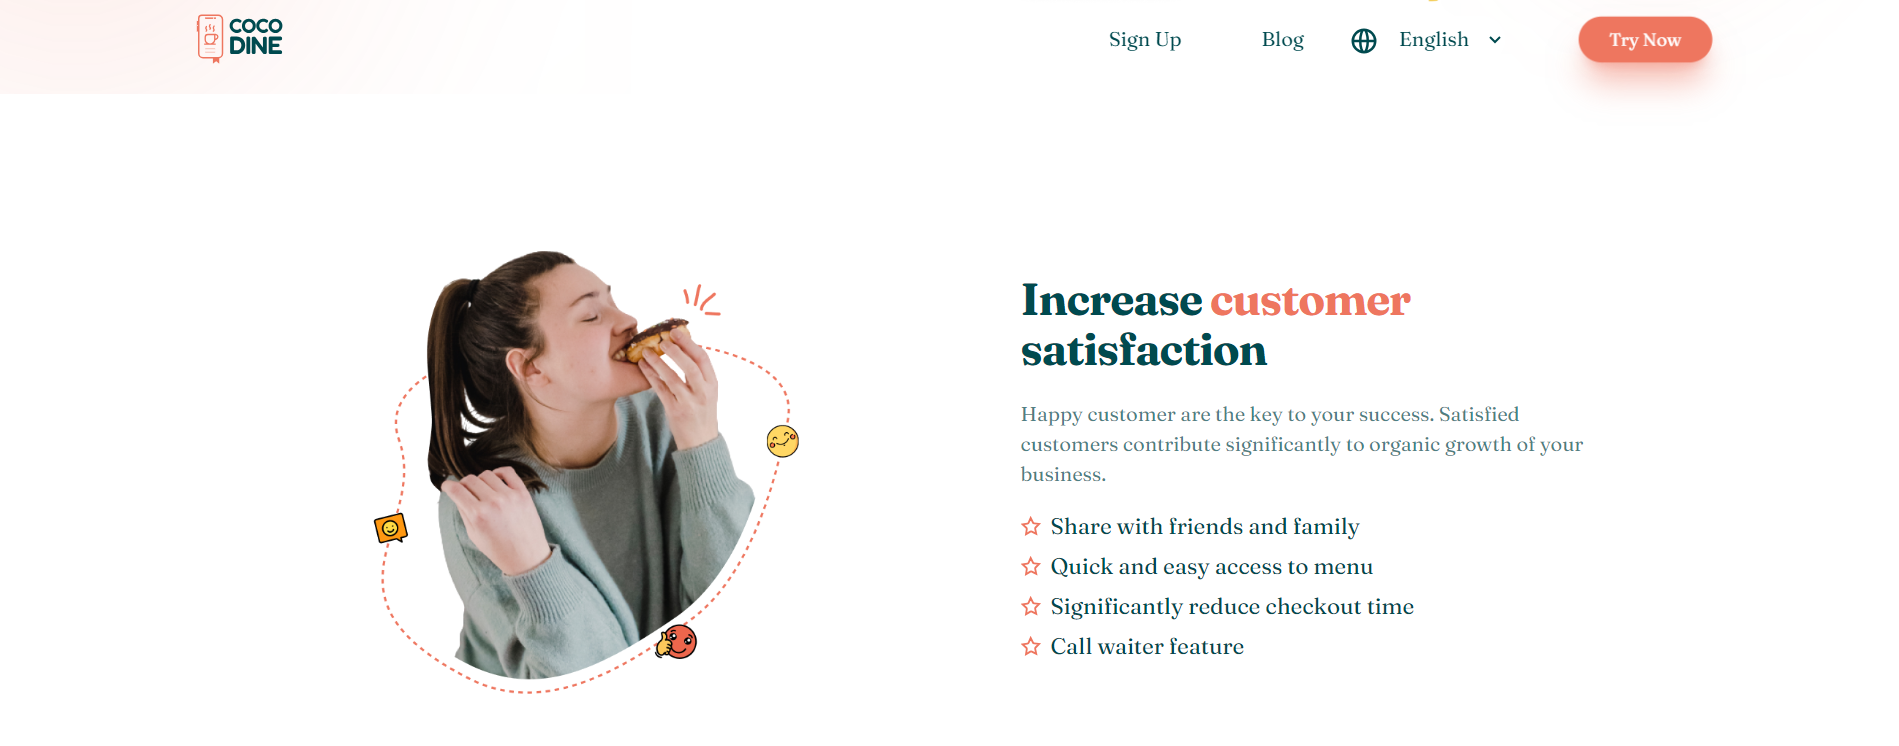 COCO
DINE
Sign Up
Blog
English
Try Now
Increase customer
satisfaction
Happy customer are the key to your success. Satisfied
customers contribute significantly to organic growth of your
business.
Share with friends and family
Quick and easy access to menu
Significantly reduce checkout time
Call waiter feature